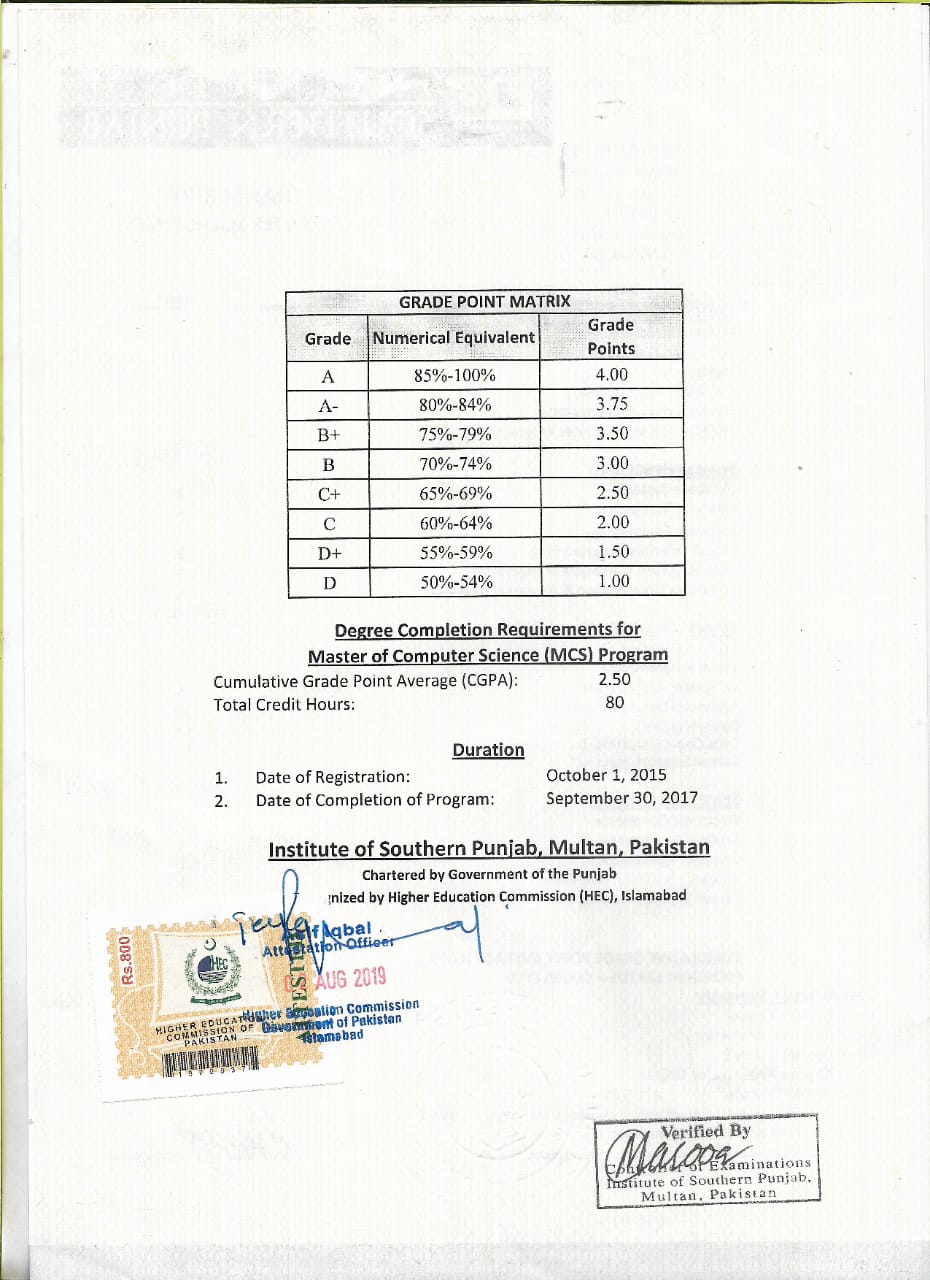 GRADE POINT MATRIX
Grade Numerical Equivalent Grade Points
A 85%-100% 4.00
A- 80%-84% 3.75
B+ 75%-79% 3.50
B 70%-74% 3.00
C+ 65%-69% 2.50
C 60%-64% 2.00
D+ 55%-59% 1.50
D 50%-54% 1.00
Degree Completion Requirements for
Master of Computer Science (MCS) Program
Cumulative Grade Point Average (CGPA): 2.50
Total Credit Hours: 80
Duration
1. Date of Registration: October 1, 2015
2. Date of Completion of Program: September 30, 2017
Institute of Southern Punjab, Multan, Pakistan
Chartered by Government of the Punjab
nized by Higher Education Commission (HEC), Islamabad
Iqbal
Attestation Officer
AUG 2019
Higher Education Commission
Government of Pakistan
Islamabad
Rs.800
HEC
ATTESTED
HIGHER EDUCATION
COMMISSION OF
PAKISTAN
Verified By
Controller of Examinations
Institute of Southern Punjab,
Multan, Pakistan